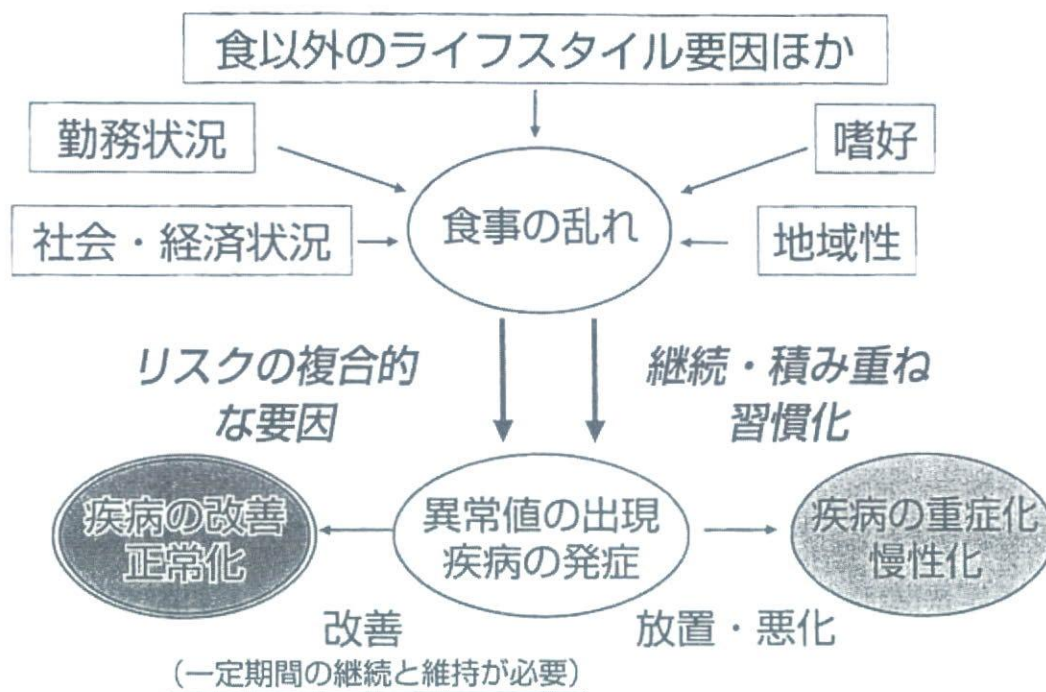 食以外のライフスタイル要因ほか
勤務状況
嗜好
食事の乱れ
社会・経済状況
地域性
リスクの複合的
な要因
継続・積み重ね
習慣化
疾病の改善
正常化
異常値の出現
疾病の発症
疾病の重症化
慢性化
改善
(一定期間の継続と維持が必要)
放置・悪化